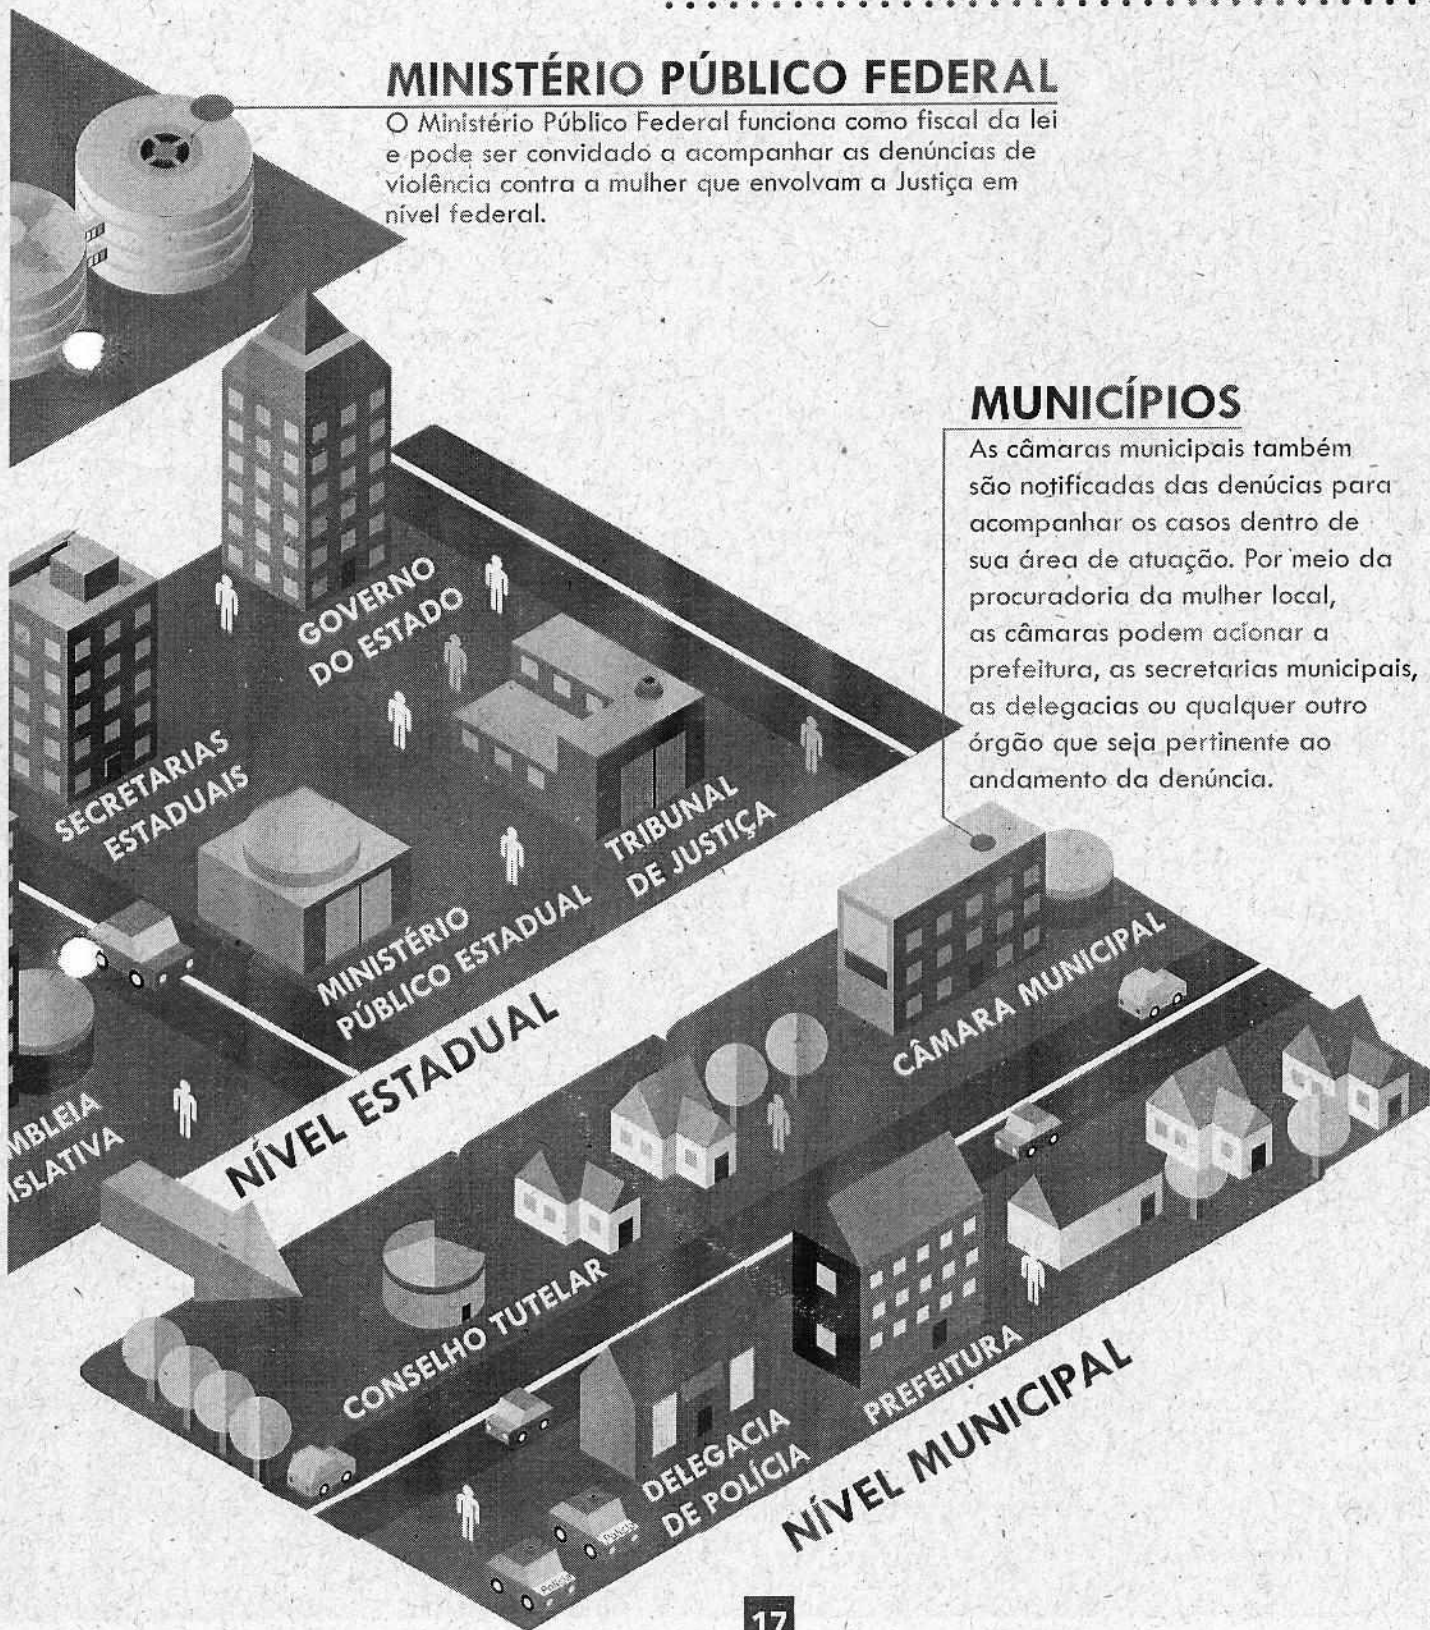 MINISTÉRIO PÚBLICO FEDERAL
O Ministério Público Federal funciona como fiscal da lei
e pode ser convidado a acompanhar as denúncias de
violência contra a mulher que envolvam a Justiça em
nível federal.
MUNICÍPIOS
As câmaras municipais também
são notificadas das denúcias para
acompanhar os casos dentro de
sua área de atuação. Por meio da
procuradoria da mulher local,
as câmaras podem acionar a
prefeitura, as secretarias municipais,
as delegacias ou qualquer outro
órgão que seja pertinente ao
andamento da denúncia.
GOVERNO
DO ESTADO
SECRETARIAS
ESTADUAIS
TRIBUNAL
DE JUSTIÇA
MINISTÉRIO
PÚBLICO ESTADUAL
NÍVEL ESTADUAL
MBLEIA
ISLATIVA
CÂMARA MUNICIPAL
CONSELHO TUTELAR
PREFEITURA
DELEGACIA
DE POLÍCIA
Polícia
Polícia
NÍVEL MUNICIPAL
17